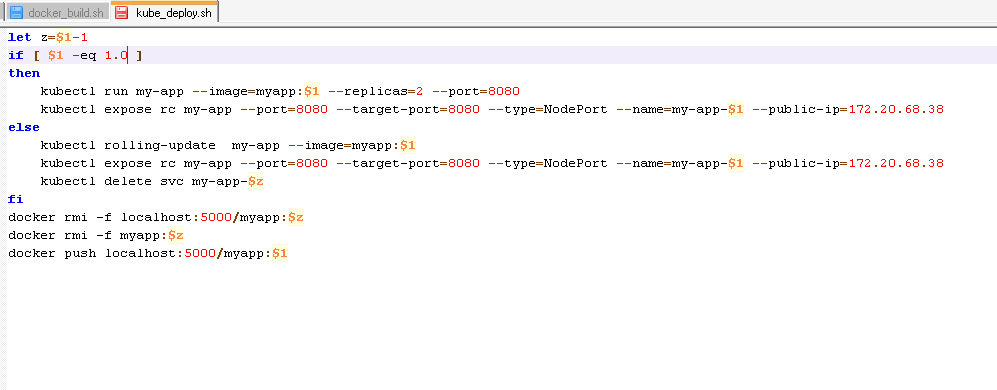 docker_build.sh kube_deploy.sh
let z=$1-1
if [ $1 -eq 1.0 ]
then
    kubectl run my-app --image=myapp:$1 --replicas=2 --port=8080
    kubectl expose rc my-app --port=8080 --target-port=8080 --type=NodePort --name=my-app-$1 --public-ip=172.20.68.38
else
    kubectl rolling-update  my-app --image=myapp:$1
    kubectl expose rc my-app --port=8080 --target-port=8080 --type=NodePort --name=my-app-$1 --public-ip=172.20.68.38
    kubectl delete svc my-app-$z
fi
docker rmi -f localhost:5000/myapp:$z
docker rmi -f myapp:$z
docker push localhost:5000/myapp:$1